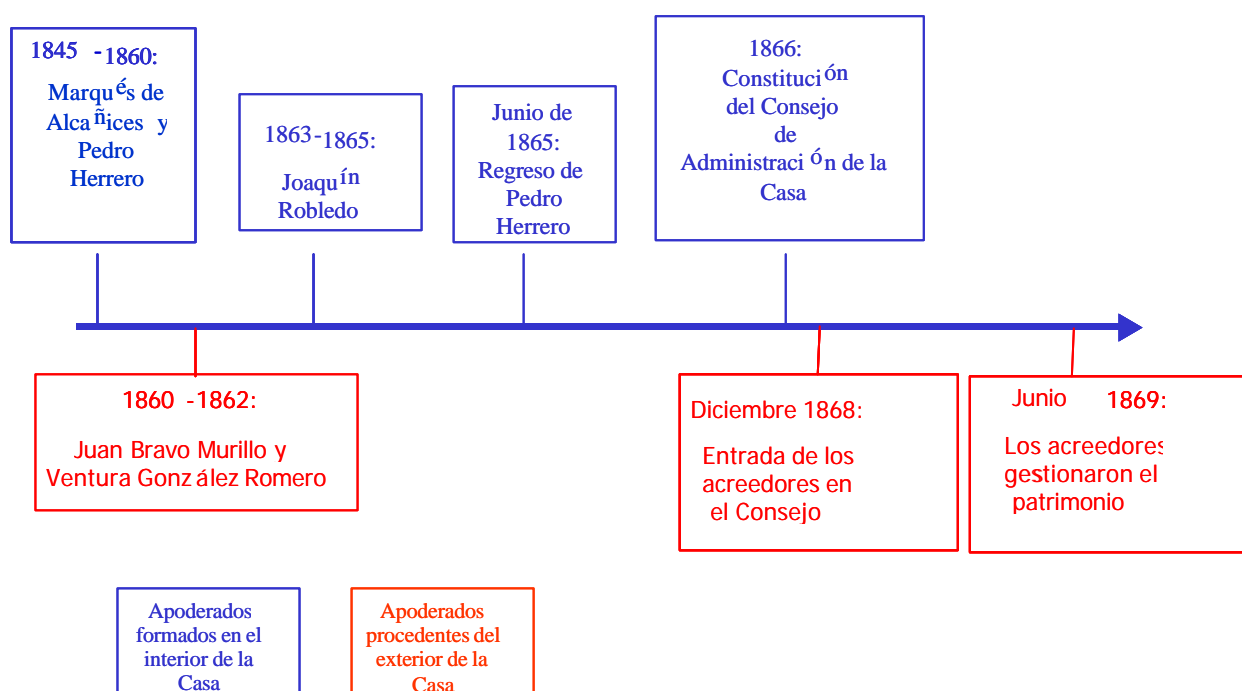 1845 -1860:
Marqués de
Alcañices y
Pedro
Herrero
1863-1865:
Joaquín
Robledo
Junio de
1865:
Regreso de
Pedro
Herrero
1866:
Constitución
del Consejo
de
Administración de la
Casa
1860 -1862:
Juan Bravo Murillo y
Ventura González Romero
Diciembre 1868:
Entrada de los
acreedores en
el Consejo
Junio 1869:
Los acreedores
gestionaron el
patrimonio
Apoderados
formados en el
interior de la
Casa
Apoderados
procedentes del
exterior de la
Casa